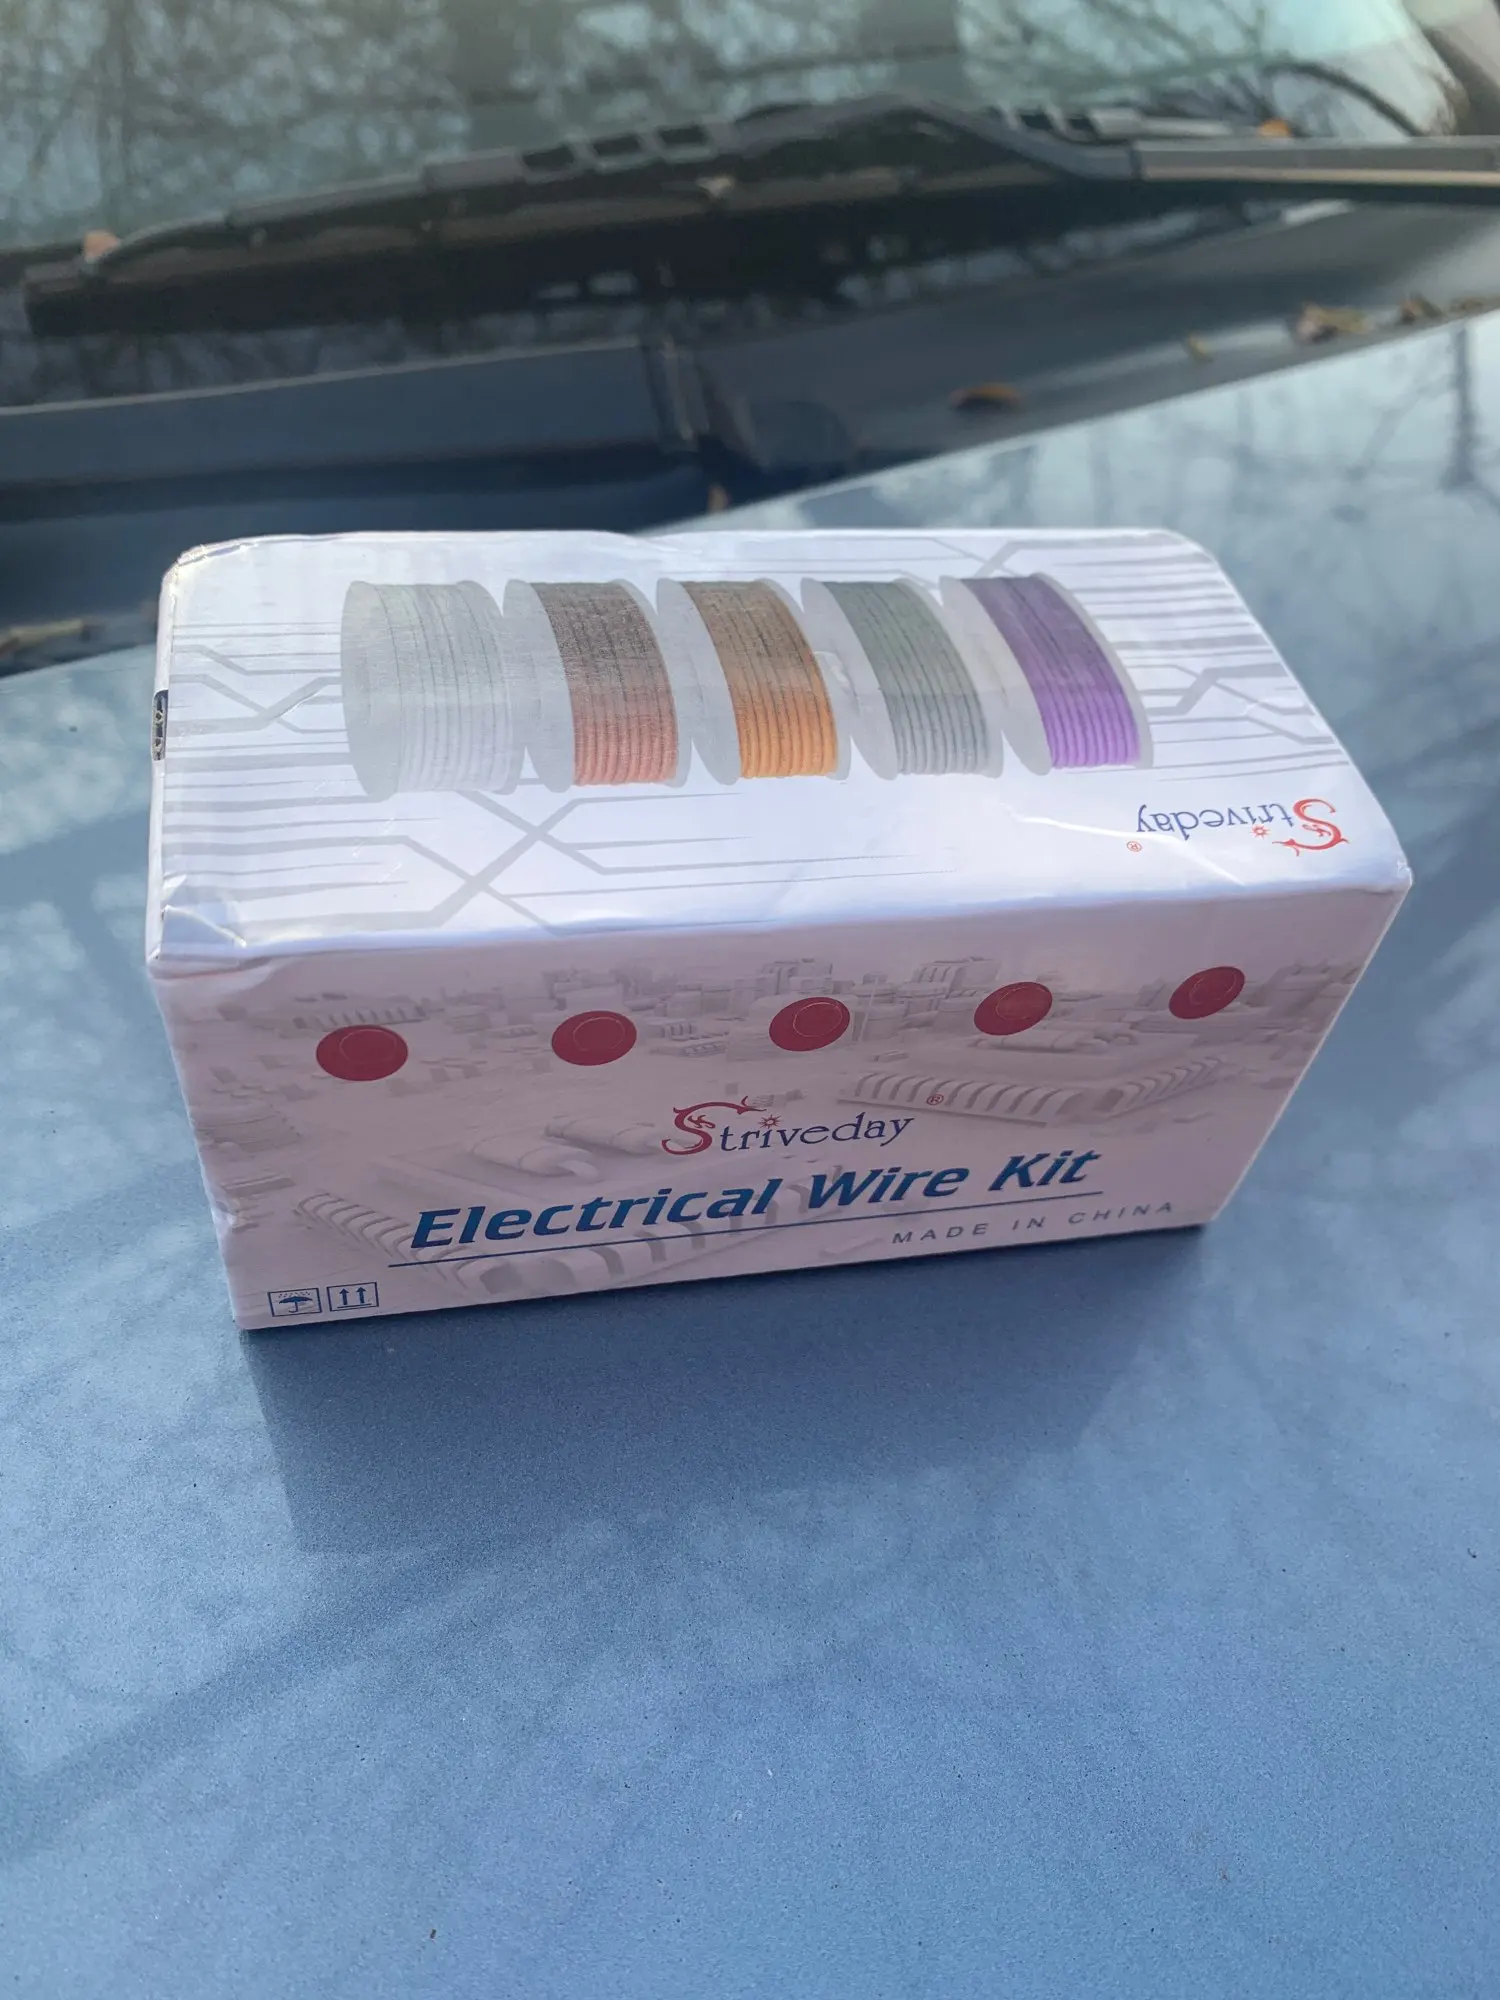 Striveday ®
Striveday ®
Electrical Wire Kit
MADE IN CHINA